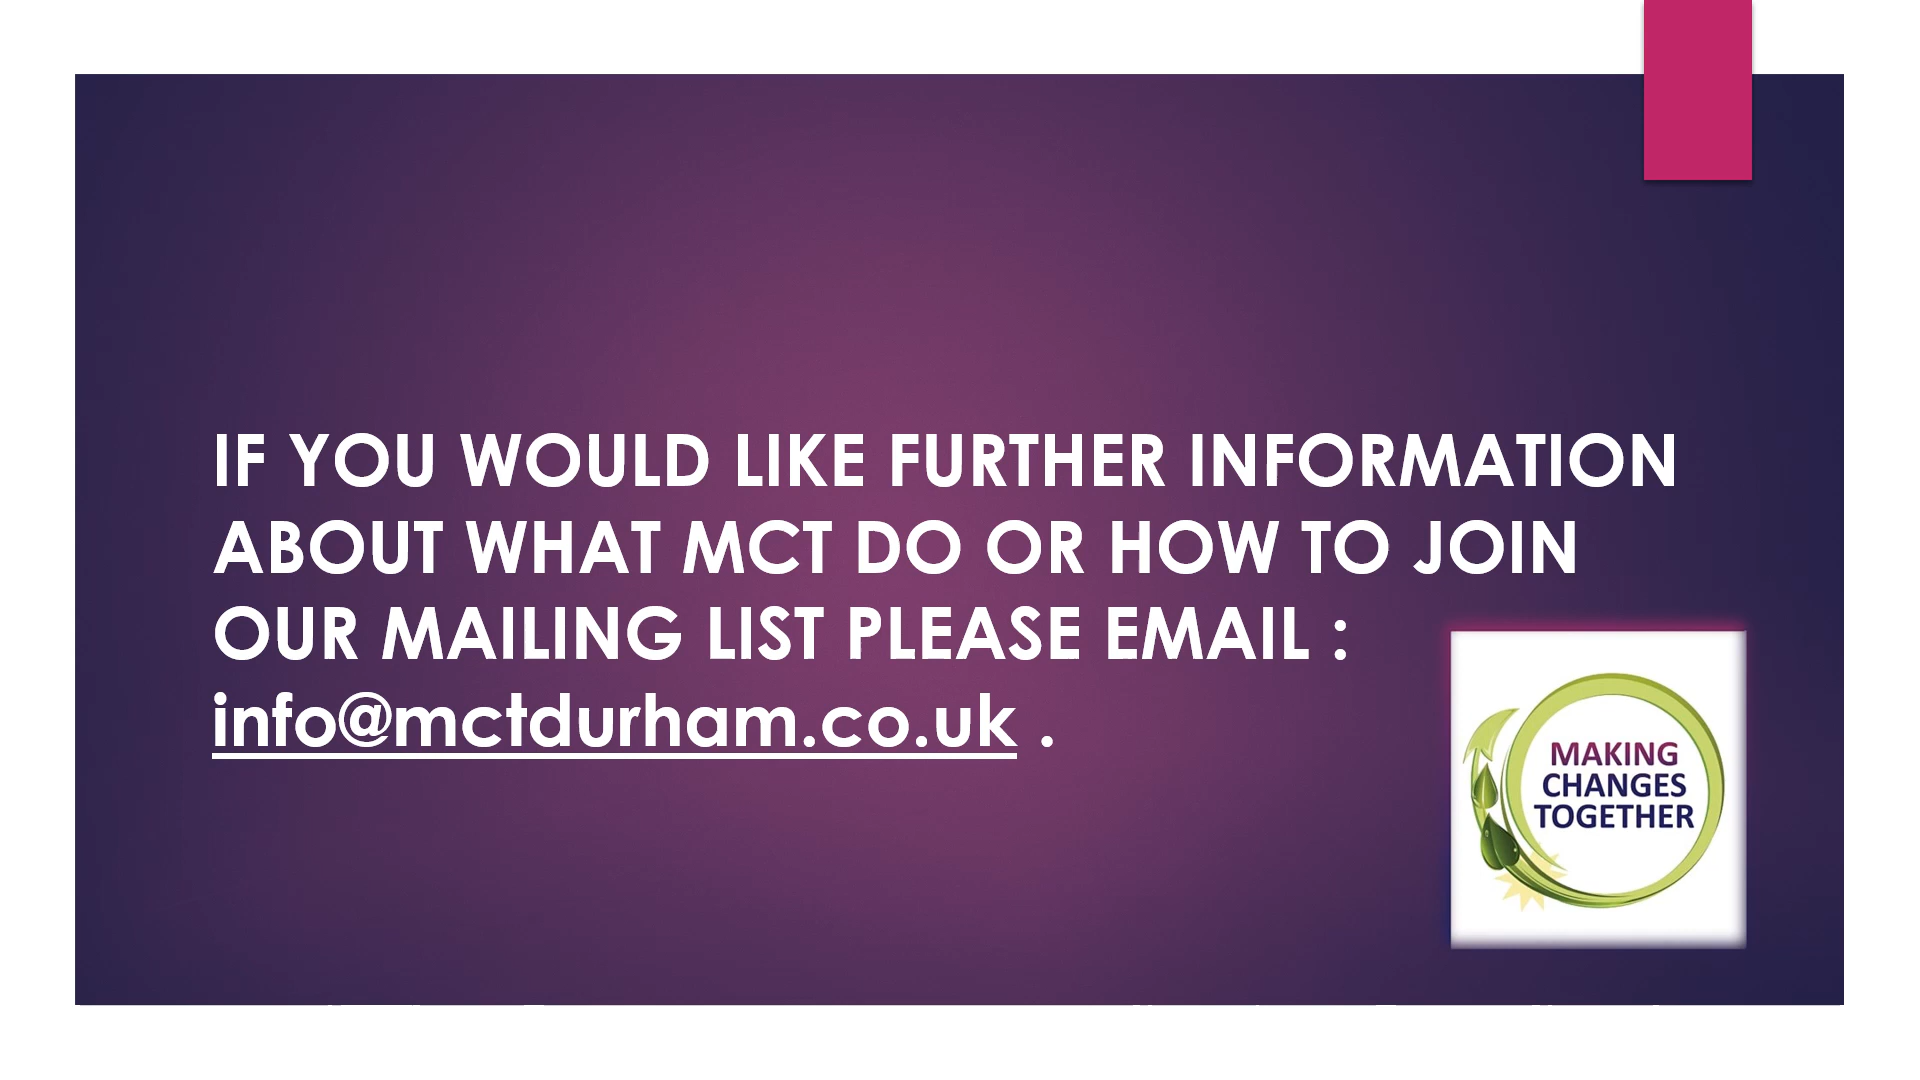 IF YOU WOULD LIKE FURTHER INFORMATION
ABOUT WHAT MCT DO OR HOW TO JOIN
OUR MAILING LIST PLEASE EMAIL :
info@mctdurham.co.uk .
MAKING
CHANGES
TOGETHER